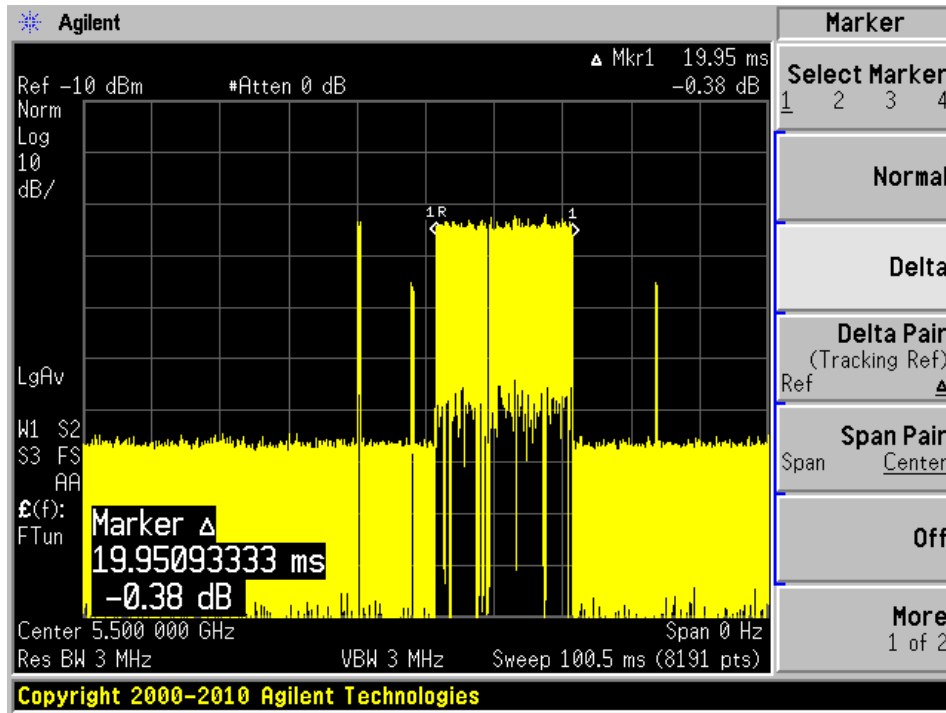 Agilent
Marker
Δ Mkr1 19.95 ms
Ref -10 dBm #Atten 0 dB -0.38 dB
Norm
Log
10
dB/
1R 1
LgAv
W1 S2
S3 FS
AA
£(f):
FTun
Marker Δ
19.95093333 ms
-0.38 dB
Center 5.500 000 GHz Span 0 Hz
Res BW 3 MHz VBW 3 MHz Sweep 100.5 ms (8191 pts)
Copyright 2000-2010 Agilent Technologies
Select Marker
1 2 3 4
Normal
Delta
Delta Pair
(Tracking Ref)
Ref Δ
Span Pair
Span Center
Off
More
1 of 2